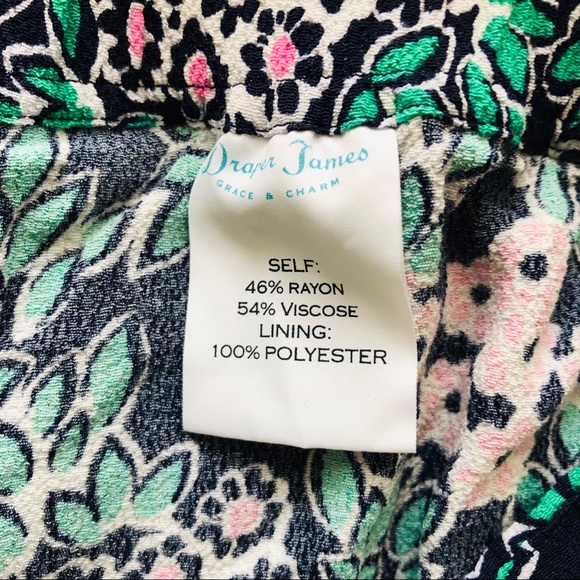 Draper James
GRACE & CHARM
SELF:
46% RAYON
54% VISCOSE
LINING:
100% POLYESTER